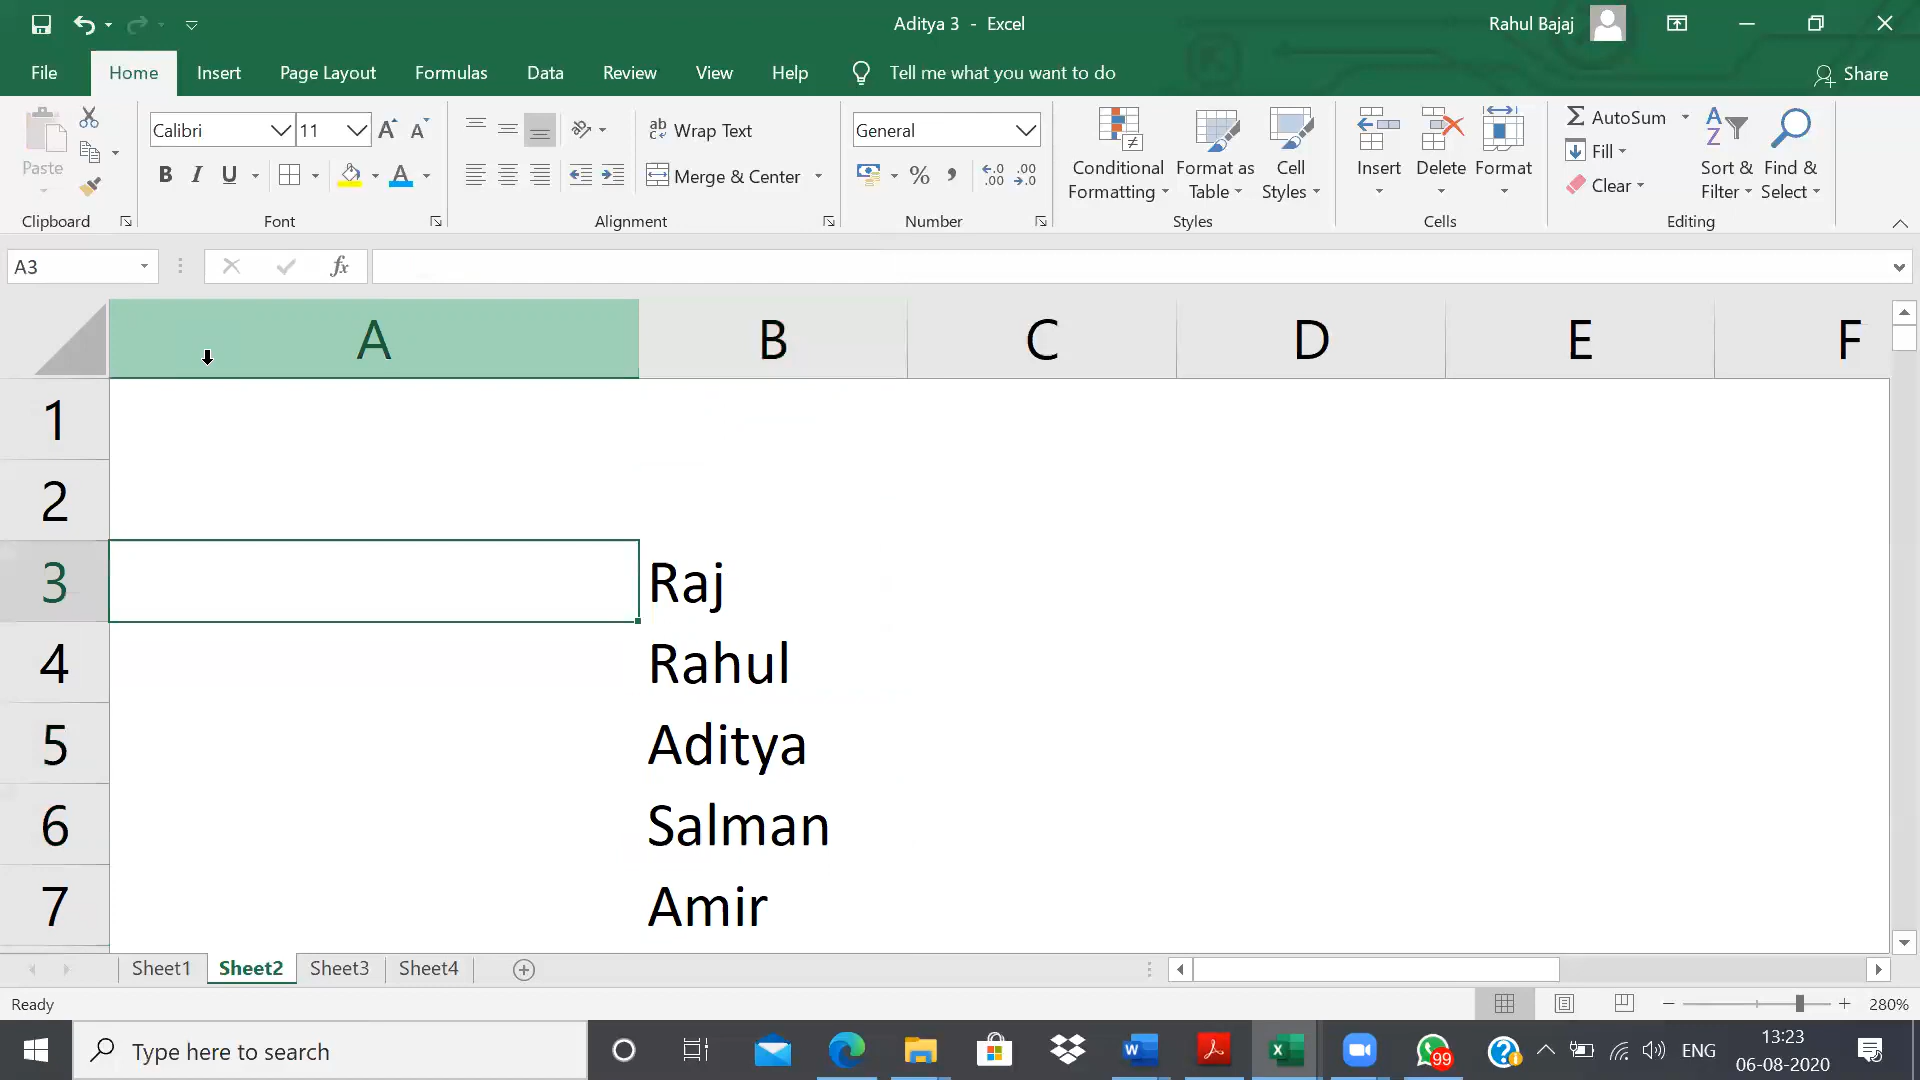 Aditya 3 - Excel
Rahul Bajaj
File Home Insert Page Layout Formulas Data Review View Help Tell me what you want to do Share
Calibri 11 ab Wrap Text General AutoSum
Paste Fill
B I U Merge & Center % Conditional Formatting Format as Table Cell Styles Insert Delete Format Clear Sort & Filter Find & Select
Clipboard Font Alignment Number Styles Cells Editing
A3 fx
A B C D E F
1
2
3 Raj
4 Rahul
5 Aditya
6 Salman
7 Amir
Sheet1 Sheet2 Sheet3 Sheet4
Ready 280%
Type here to search 99 ENG 13:23
06-08-2020